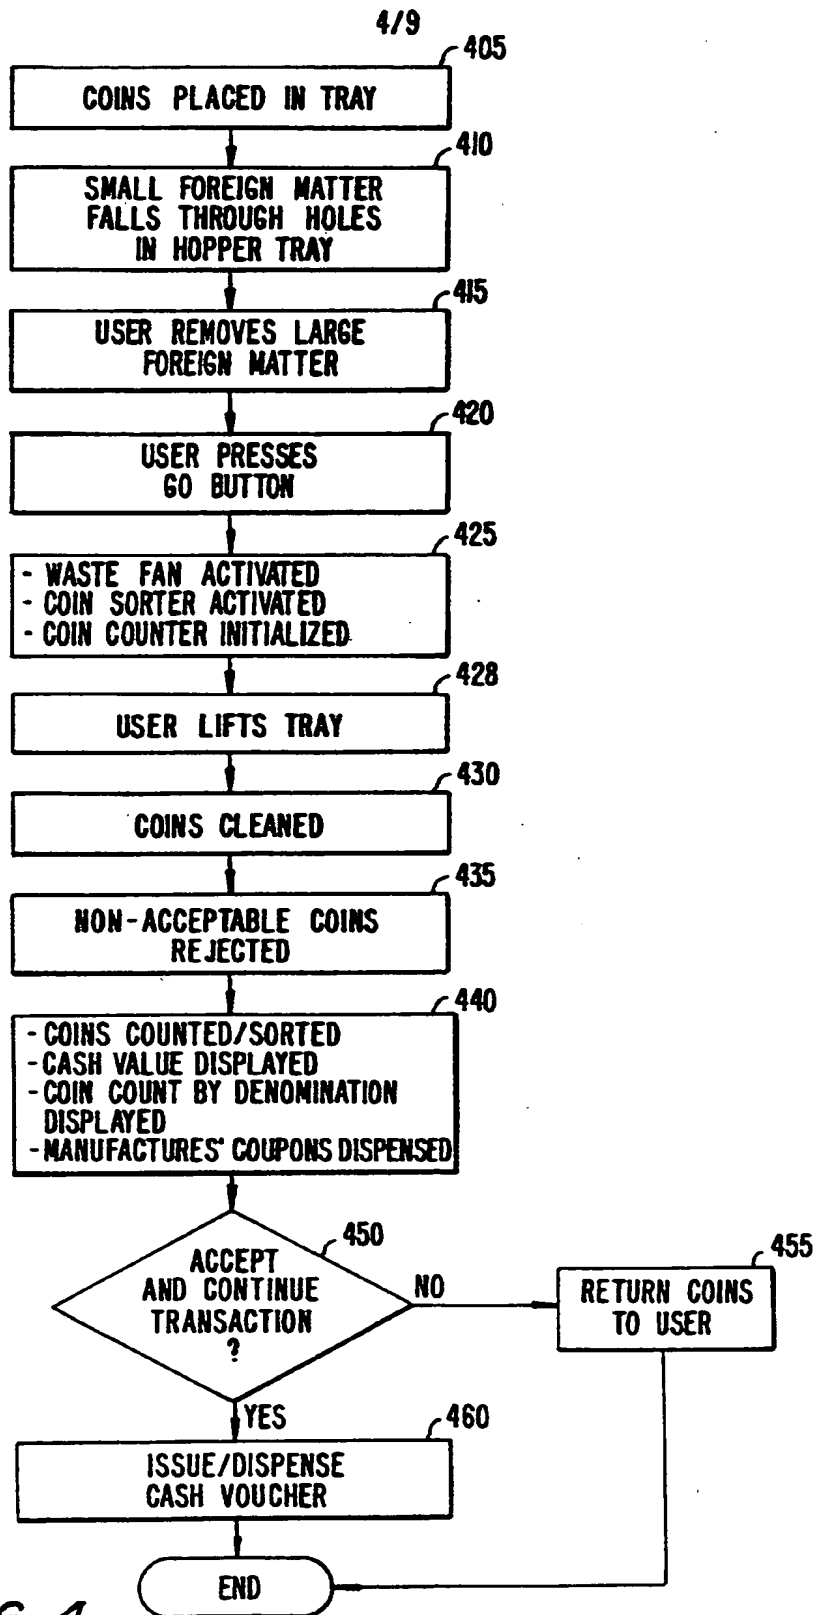 4/9
405
COINS PLACED IN TRAY
410
SMALL FOREIGN MATTER
FALLS THROUGH HOLES
IN HOPPER TRAY
415
USER REMOVES LARGE
FOREIGN MATTER
420
USER PRESSES
GO BUTTON
425
- WASTE FAN ACTIVATED
- COIN SORTER ACTIVATED
- COIN COUNTER INITIALIZED
428
USER LIFTS TRAY
430
COINS CLEANED
435
NON-ACCEPTABLE COINS
REJECTED
440
- COINS COUNTED/SORTED
- CASH VALUE DISPLAYED
- COIN COUNT BY DENOMINATION
DISPLAYED
- MANUFACTURES' COUPONS DISPENSED
450
ACCEPT
AND CONTINUE
TRANSACTION
?
NO
455
RETURN COINS
TO USER
YES
460
ISSUE/DISPENSE
CASH VOUCHER
END